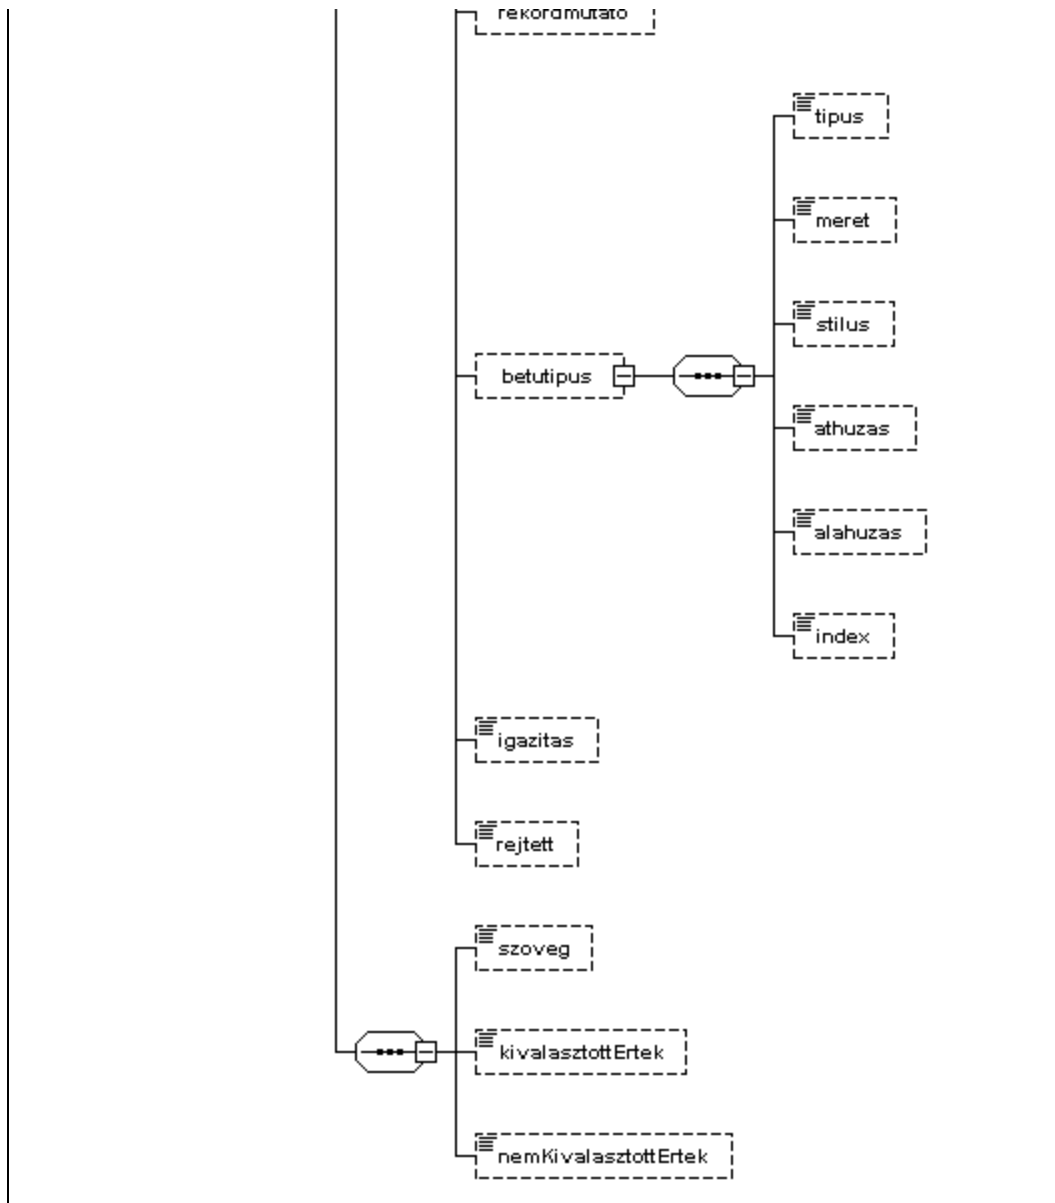 rekordmutato
tipus
meret
stilus
betutipus
athuzas
alahuzas
index
igazitas
rejtett
szoveg
kivalasztottErtek
nemKivalasztottErtek